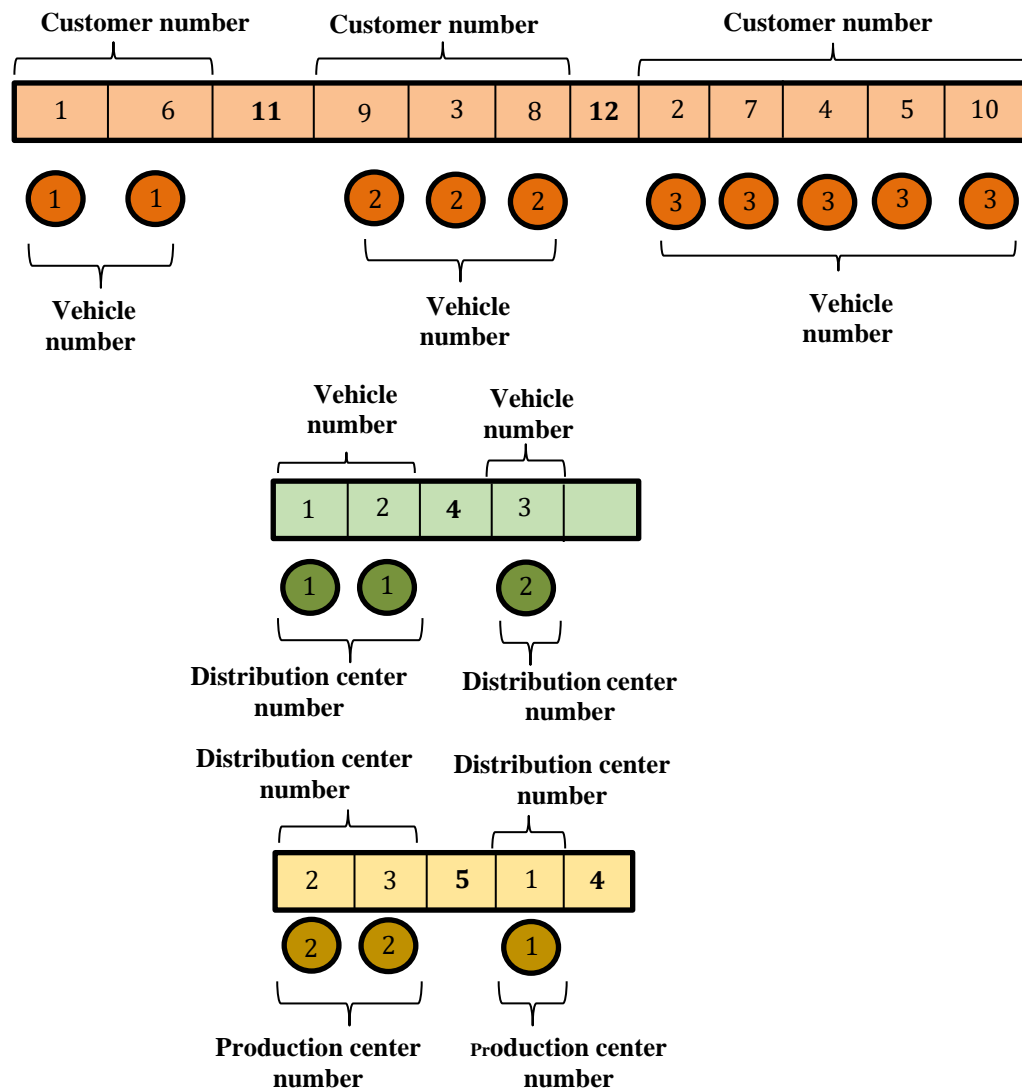 Customer number Customer number Customer number
1 6 11 9 3 8 12 2 7 4 5 10
1 1 2 2 2 3 3 3 3 3
Vehicle number
Vehicle number
Vehicle number
Vehicle number
Vehicle number
1 2 4 3
1 1 2
Distribution center number
Distribution center number
Distribution center number
Distribution center number
2 3 5 1 4
2 2 1
Production center number
Production center number